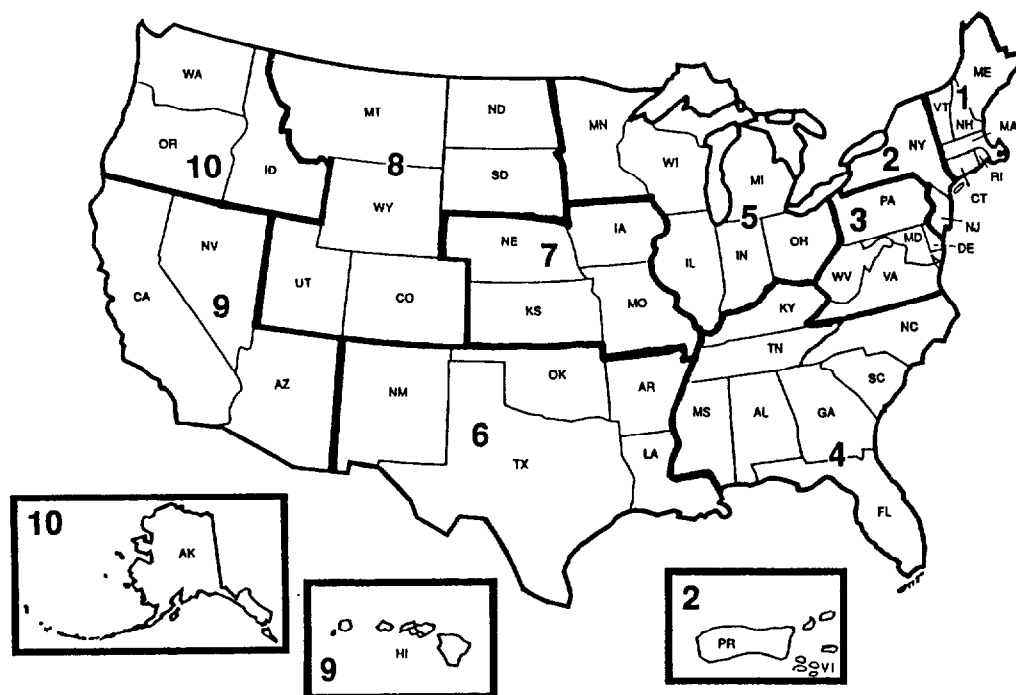 WA
MT
ND
MN
ME
VT
1
NH
MA
OR
10
ID
8
SD
WI
MI
NY
2
RI
CT
WY
5
PA
3
NJ
NE
7
IA
MD
DE
NV
OH
IL
IN
WV
VA
UT
CO
CA
9
KS
MO
KY
NC
TN
AZ
NM
OK
AR
SC
MS
AL
GA
6
TX
LA
4
FL
10
AK
2
PR
VI
HI
9